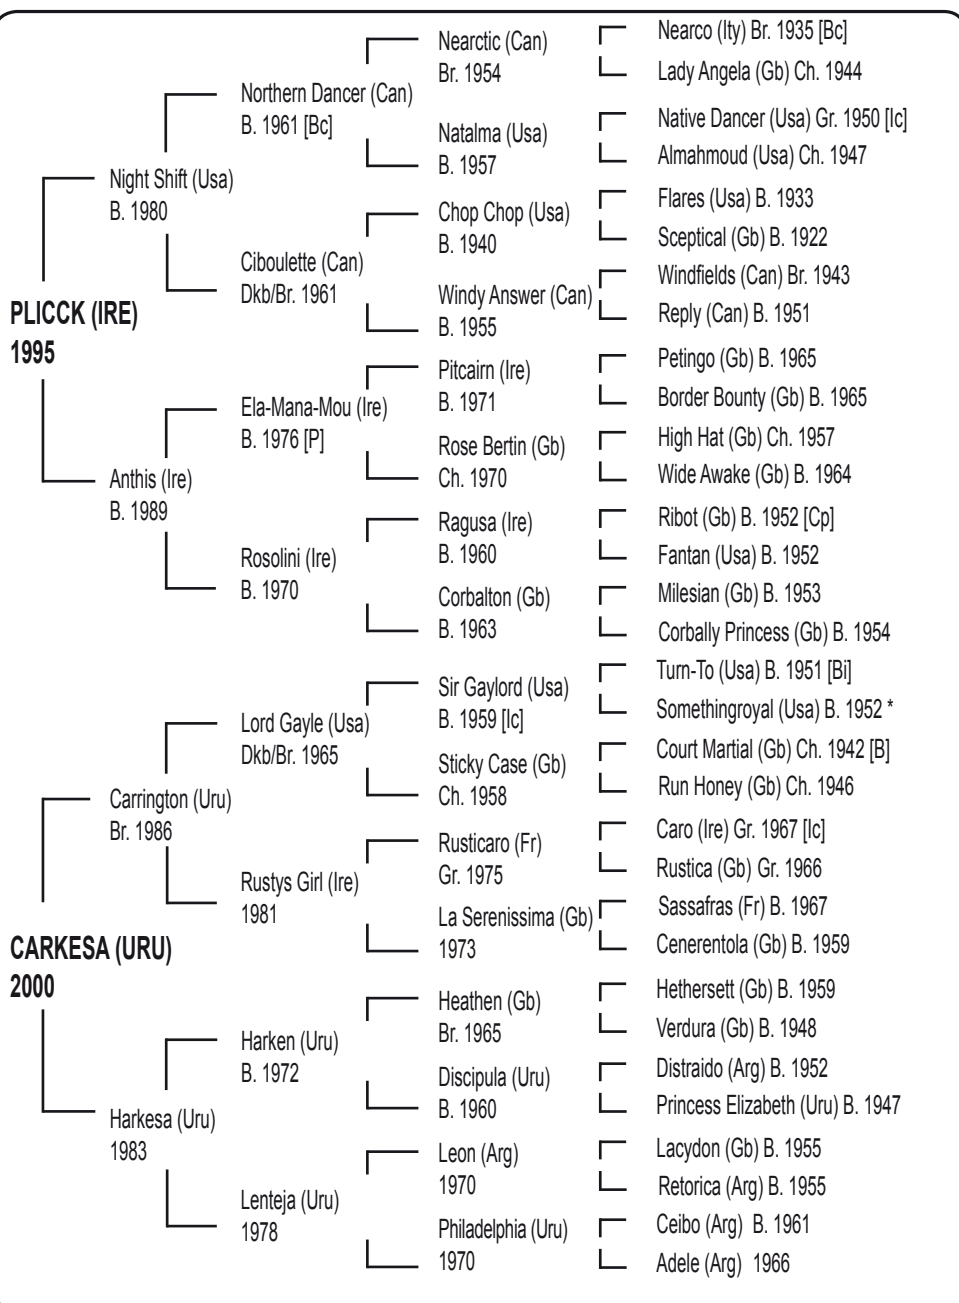 PLICCK (IRE)
1995
Night Shift (Usa)
B. 1980
Anthis (Ire)
B. 1989
Northern Dancer (Can)
B. 1961 [Bc]
Ciboulette (Can)
Dkb/Br. 1961
Ela-Mana-Mou (Ire)
B. 1976 [P]
Rosolini (Ire)
B. 1970
Nearctic (Can)
Br. 1954
Natalma (Usa)
B. 1957
Chop Chop (Usa)
B. 1940
Windy Answer (Can)
B. 1955
Pitcairn (Ire)
B. 1971
Rose Bertin (Gb)
Ch. 1970
Ragusa (Ire)
B. 1960
Corbalton (Gb)
B. 1963
Nearco (Ity) Br. 1935 [Bc]
Lady Angela (Gb) Ch. 1944
Native Dancer (Usa) Gr. 1950 [Ic]
Almahmoud (Usa) Ch. 1947
Flares (Usa) B. 1933
Sceptical (Gb) B. 1922
Windfields (Can) Br. 1943
Reply (Can) B. 1951
Petingo (Gb) B. 1965
Border Bounty (Gb) B. 1965
High Hat (Gb) Ch. 1957
Wide Awake (Gb) B. 1964
Ribot (Gb) B. 1952 [Cp]
Fantan (Usa) B. 1952
Milesian (Gb) B. 1953
Corbally Princess (Gb) B. 1954
CARKESA (URU)
2000
Carrington (Uru)
Br. 1986
Harkesa (Uru)
1983
Lord Gayle (Usa)
Dkb/Br. 1965
Rustys Girl (Ire)
1981
Harken (Uru)
B. 1972
Lenteja (Uru)
1978
Sir Gaylord (Usa)
B. 1959 [Ic]
Sticky Case (Gb)
Ch. 1958
Rusticaro (Fr)
Gr. 1975
La Serenissima (Gb)
1973
Heathen (Gb)
Br. 1965
Discipula (Uru)
B. 1960
Leon (Arg)
1970
Philadelphia (Uru)
1970
Turn-To (Usa) B. 1951 [Bi]
Somethingroyal (Usa) B. 1952 *
Court Martial (Gb) Ch. 1942 [B]
Run Honey (Gb) Ch. 1946
Caro (Ire) Gr. 1967 [Ic]
Rustica (Gb) Gr. 1966
Sassafras (Fr) B. 1967
Cenerentola (Gb) B. 1959
Hethersett (Gb) B. 1959
Verdura (Gb) B. 1948
Distraido (Arg) B. 1952
Princess Elizabeth (Uru) B. 1947
Lacydon (Gb) B. 1955
Retorica (Arg) B. 1955
Ceibo (Arg) B. 1961
Adele (Arg) 1966